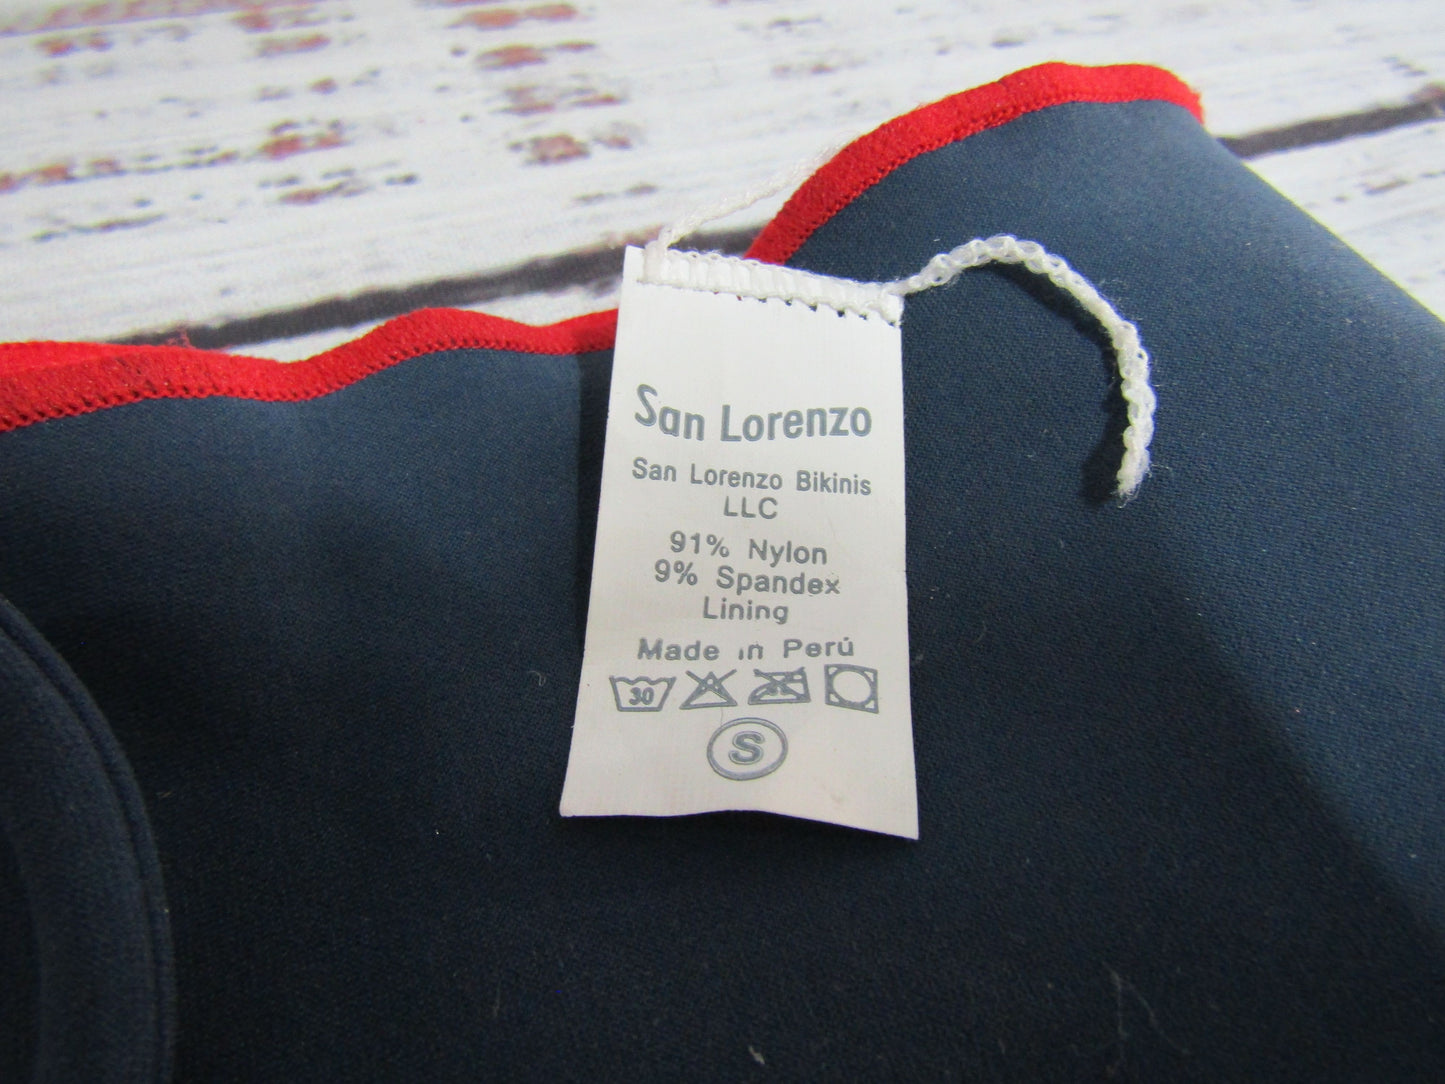 San Lorenzo
San Lorenzo Bikinis
LLC
91% Nylon
9% Spandex
Lining
Made in Perú
30
S